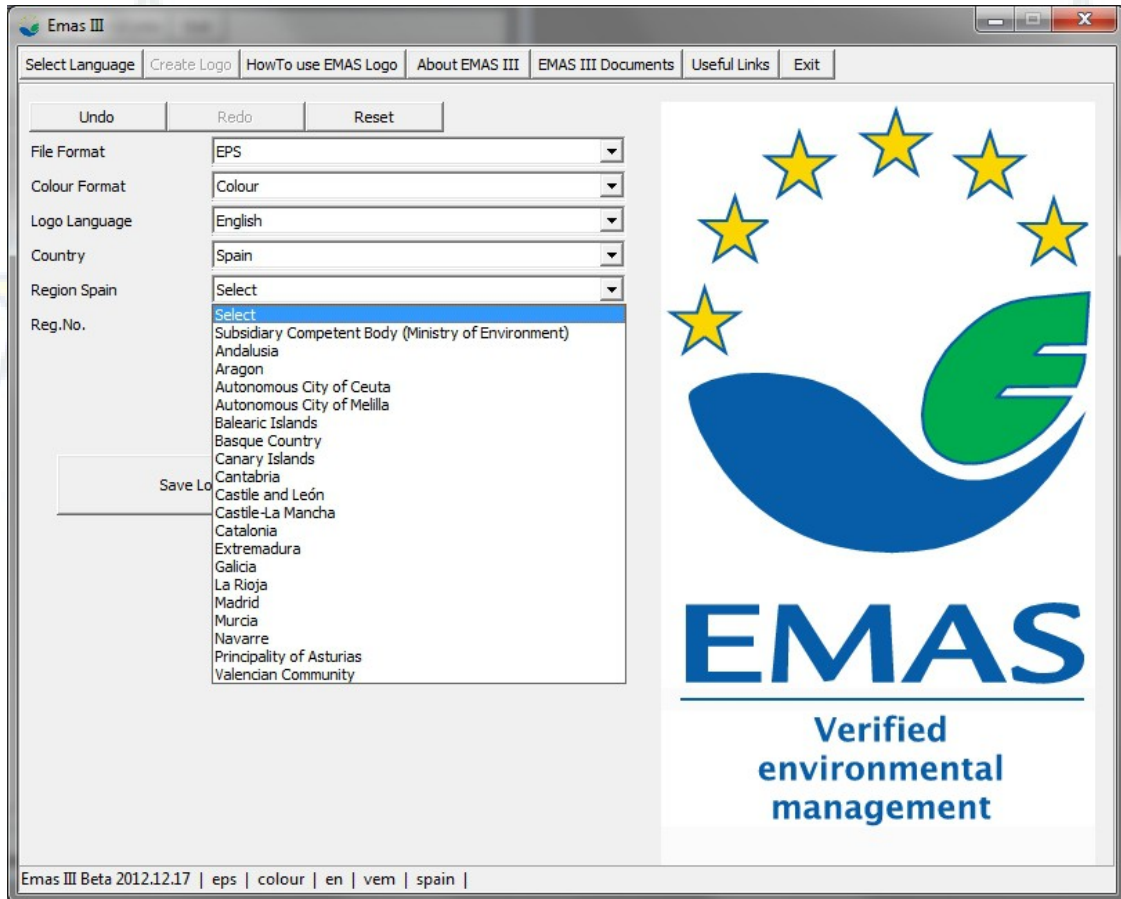 Emas III
Select Language Create Logo HowTo use EMAS Logo About EMAS III EMAS III Documents Useful Links Exit
Undo Redo Reset
File Format EPS
Colour Format Colour
Logo Language English
Country Spain
Region Spain Select
Reg.No.
Select
Subsidiary Competent Body (Ministry of Environment)
Andalusia
Aragon
Autonomous City of Ceuta
Autonomous City of Melilla
Balearic Islands
Basque Country
Canary Islands
Cantabria
Castile and León
Castile-La Mancha
Catalonia
Extremadura
Galicia
La Rioja
Madrid
Murcia
Navarre
Principality of Asturias
Valencian Community
Save Lo
EMAS
Verified
environmental
management
Emas III Beta 2012.12.17 | eps | colour | en | vem | spain |